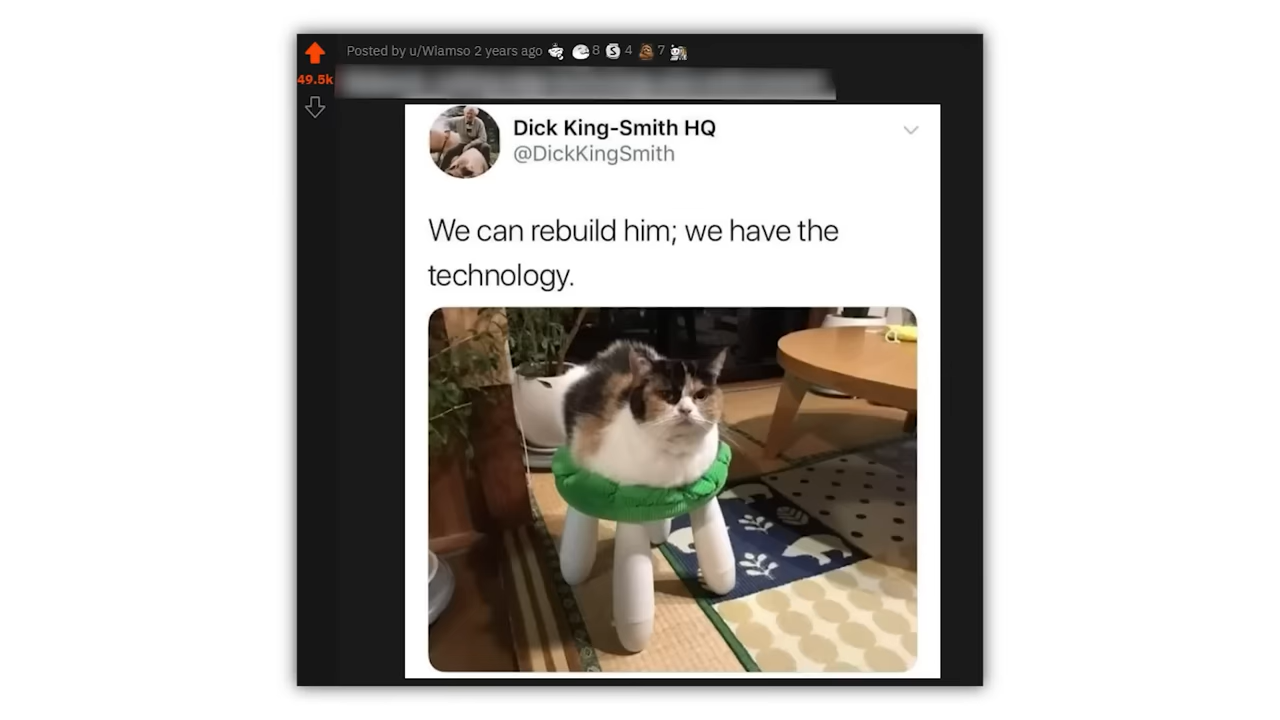 Posted by u/Wiamso 2 years ago 8 4 7
49.5k
Dick King-Smith HQ
@DickKingSmith
We can rebuild him; we have the
technology.